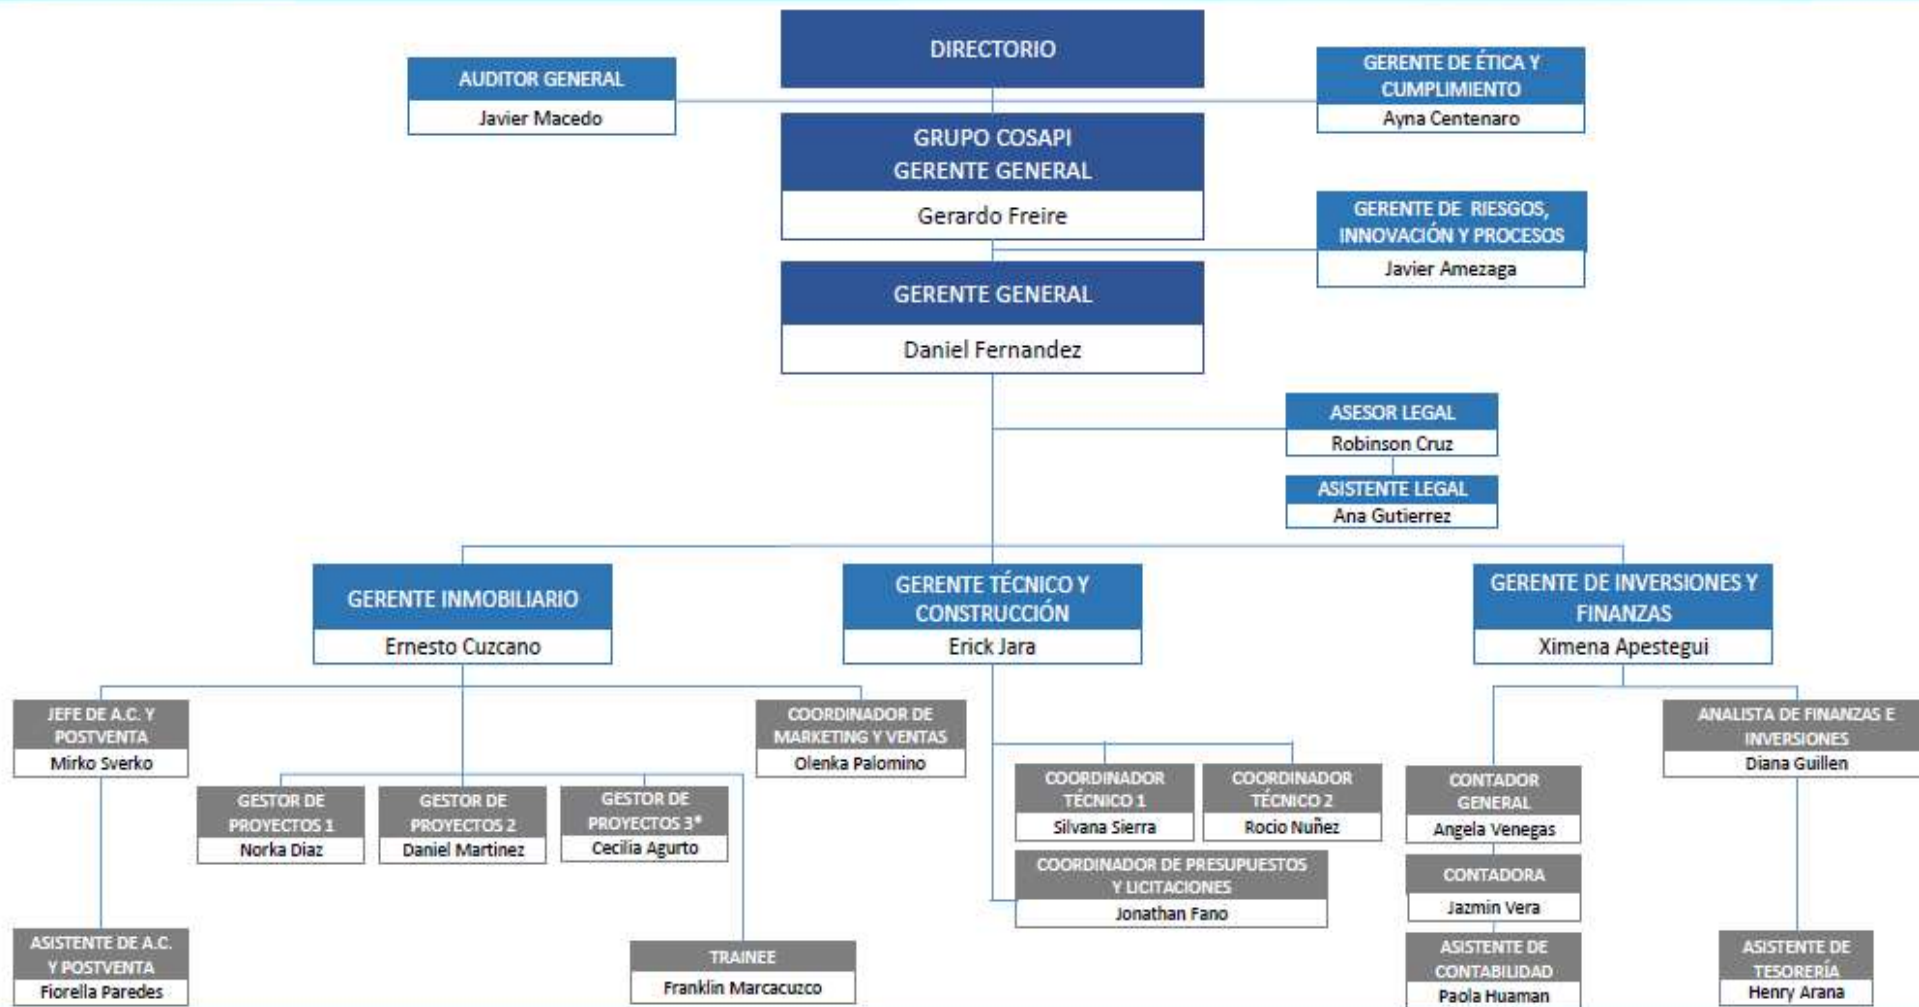 DIRECTORIO
AUDITOR GENERAL
Javier Macedo
GERENTE DE ÉTICA Y
CUMPLIMIENTO
Ayna Centenaro
GRUPO COSAPI
GERENTE GENERAL
Gerardo Freire
GERENTE DE RIESGOS,
INNOVACIÓN Y PROCESOS
Javier Amezaga
GERENTE GENERAL
Daniel Fernandez
ASESOR LEGAL
Robinson Cruz
ASISTENTE LEGAL
Ana Gutierrez
GERENTE INMOBILIARIO
Ernesto Cuzcano
GERENTE TÉCNICO Y
CONSTRUCCIÓN
Erick Jara
GERENTE DE INVERSIONES Y
FINANZAS
Ximena Apestegui
JEFE DE A.C. Y
POSTVENTA
Mirko Sverko
COORDINADOR DE
MARKETING Y VENTAS
Olenka Palomino
ANALISTA DE FINANZAS E
INVERSIONES
Diana Guillen
GESTOR DE
PROYECTOS 1
Norka Diaz
GESTOR DE
PROYECTOS 2
Daniel Martinez
GESTOR DE
PROYECTOS 3*
Cecilia Agurto
COORDINADOR
TÉCNICO 1
Silvana Sierra
COORDINADOR
TÉCNICO 2
Rocio Nuñez
CONTADOR
GENERAL
Angela Venegas
COORDINADOR DE PRESUPUESTOS
Y LICITACIONES
Jonathan Fano
CONTADORA
Jazmin Vera
ASISTENTE DE A.C.
Y POSTVENTA
Fiorella Paredes
TRAINEE
Franklin Marcacuzco
ASISTENTE DE
CONTABILIDAD
Paola Huaman
ASISTENTE DE
TESORERÍA
Henry Arana